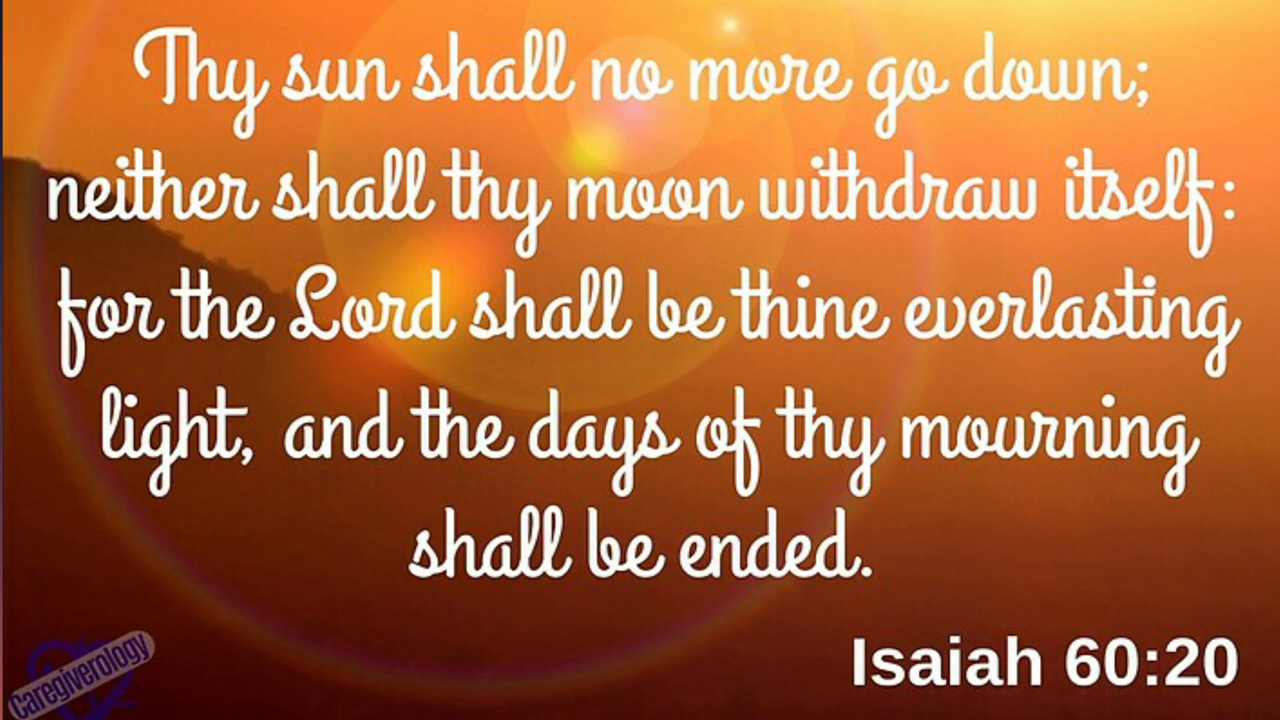 Thy sun shall no more go down;
neither shall thy moon withdraw itself:
for the Lord shall be thine everlasting
light, and the days of thy mourning
shall be ended.
Isaiah 60:20
Caregiverology